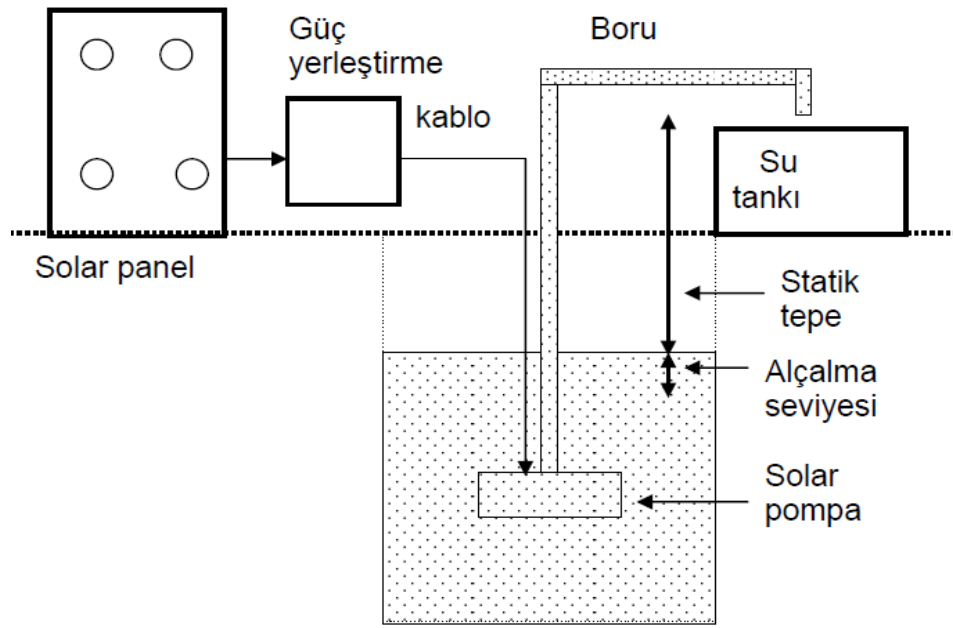 Güç
yerleştirme
Boru
kablo
Su
tankı
Solar panel
Statik
tepe
Alçalma
seviyesi
Solar
pompa